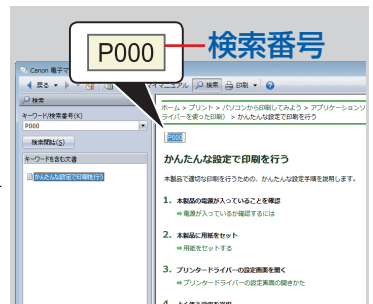 P000
検索番号
Canon 電子マ
戻る
マイマニュアル
検索
印刷
検索
キーワード/検索番号(K)
P000
検索開始(S)
キーワードを含む文書
かんたんな設定で印刷を行う
ホーム > プリント > パソコンから印刷してみよう > アプリケーションソ
ライバーを使った印刷) > かんたんな設定で印刷を行う
P000
かんたんな設定で印刷を行う
本製品で適切な印刷を行うための、かんたんな設定手順を説明します。
1. 本製品の電源が入っていることを確認
⇒電源が入っているか確認するには
2. 本製品に用紙をセット
⇒用紙をセットする
3. プリンタードライバーの設定画面を開く
⇒プリンタードライバーの設定画面の開きかた